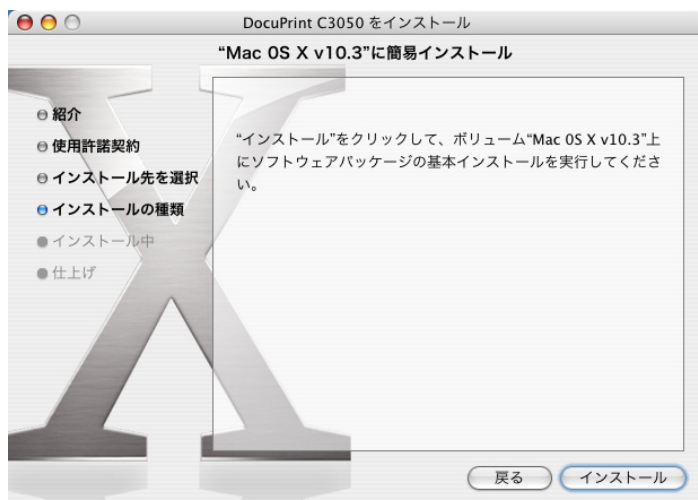 DocuPrint C3050 をインストール
“Mac OS X v10.3”に簡易インストール
紹介
使用許諾契約
インストール先を選択
インストールの種類
インストール中
仕上げ
“インストール”をクリックして、ボリューム“Mac OS X v10.3”上
にソフトウェアパッケージの基本インストールを実行してくださ
い。
戻る
インストール